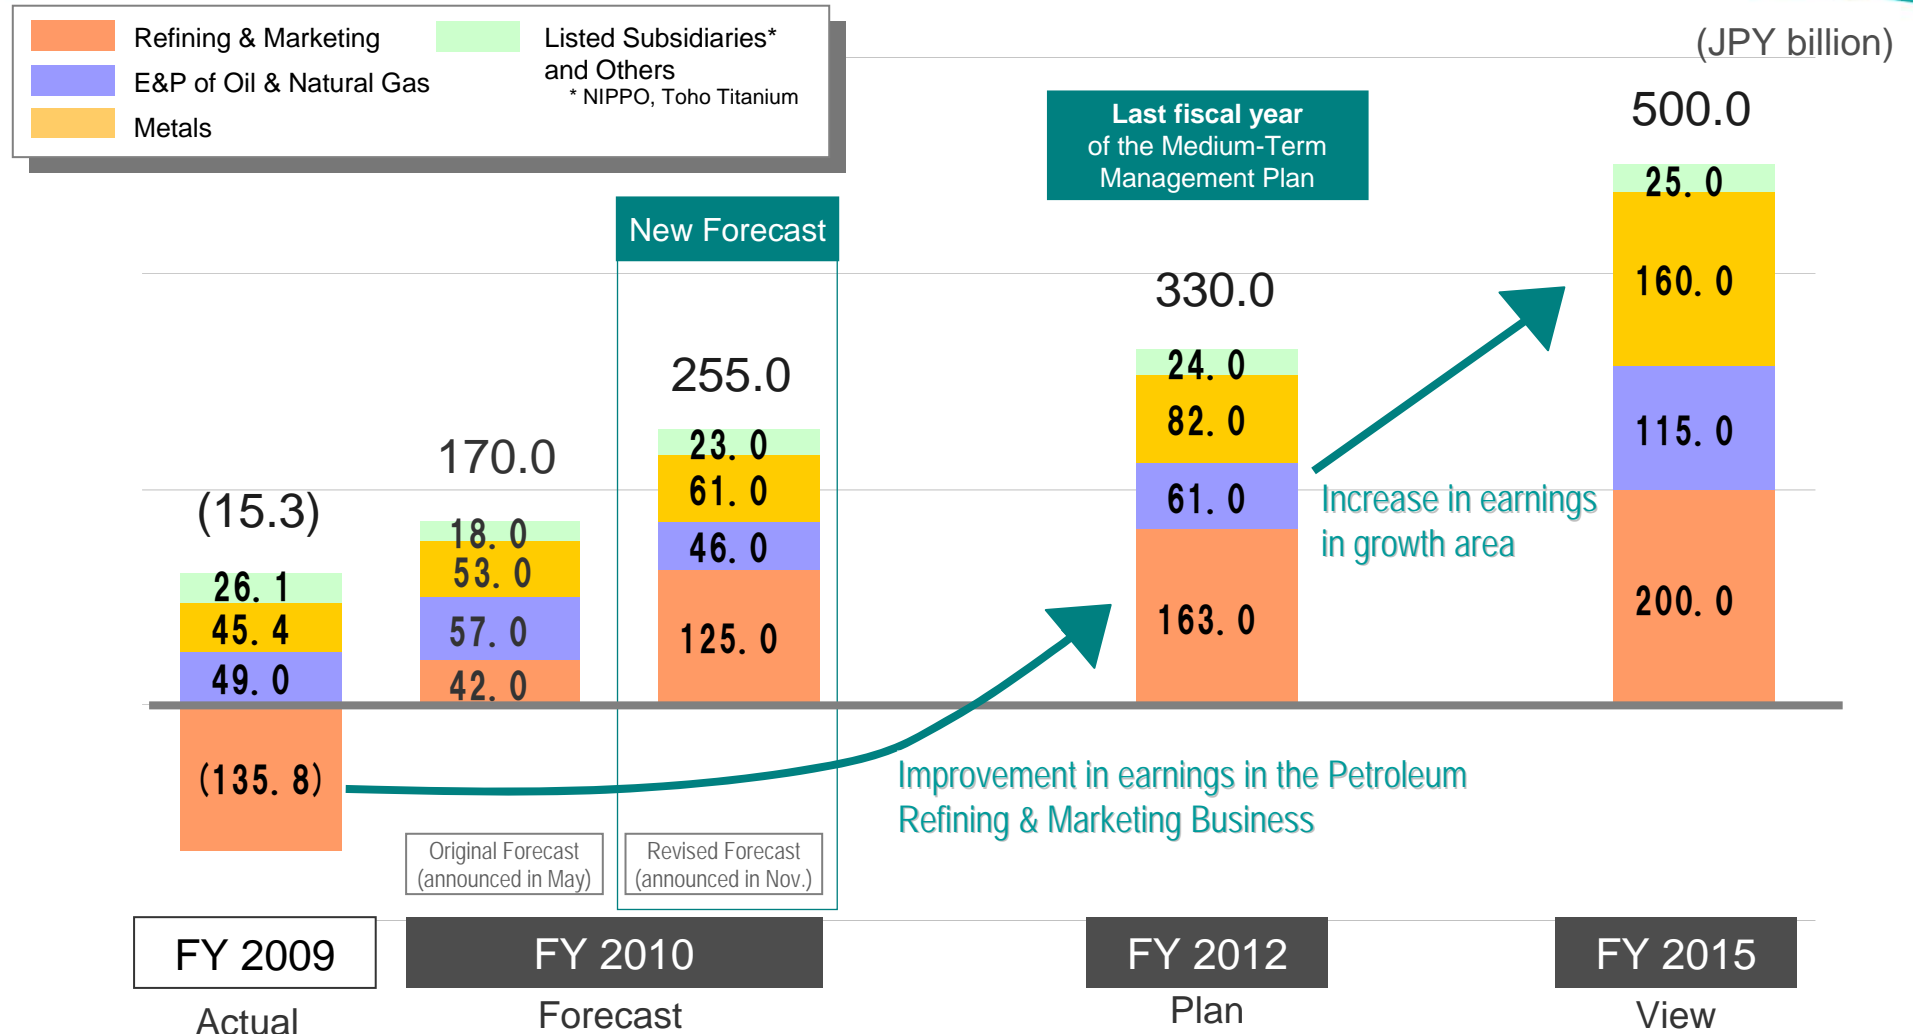 Refining & Marketing
E&P of Oil & Natural Gas
Metals
Listed Subsidiaries*
and Others
* NIPPO, Toho Titanium
(JPY billion)
Last fiscal year
of the Medium-Term
Management Plan
New Forecast
(15.3)
26.1
45.4
49.0
(135.8)
170.0
18.0
53.0
57.0
42.0
255.0
23.0
61.0
46.0
125.0
330.0
24.0
82.0
61.0
163.0
500.0
25.0
160.0
115.0
200.0
Increase in earnings
in growth area
Improvement in earnings in the Petroleum
Refining & Marketing Business
Original Forecast
(announced in May)
Revised Forecast
(announced in Nov.)
FY 2009
Actual
FY 2010
Forecast
FY 2012
Plan
FY 2015
View